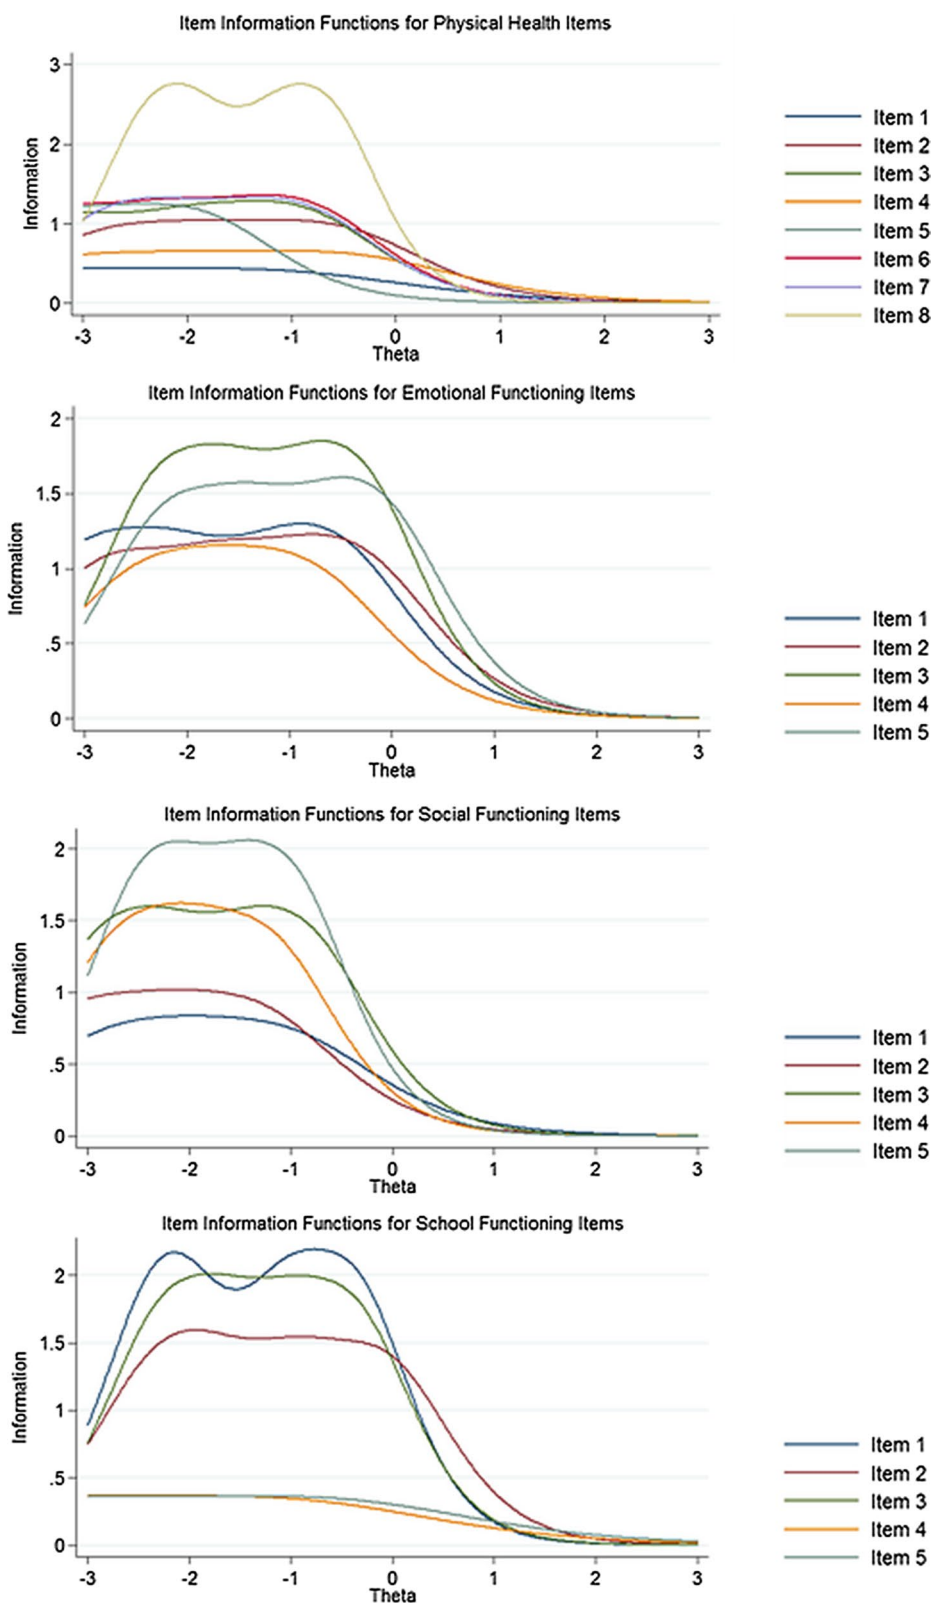 Item Information Functions for Physical Health Items
3
2
1
0
Information
-3 -2 -1 0 1 2 3
Theta
Item 1
Item 2
Item 3
Item 4
Item 5
Item 6
Item 7
Item 8
Item Information Functions for Emotional Functioning Items
2
1.5
1
.5
0
Information
-3 -2 -1 0 1 2 3
Theta
Item 1
Item 2
Item 3
Item 4
Item 5
Item Information Functions for Social Functioning Items
2
1.5
1
.5
0
Information
-3 -2 -1 0 1 2 3
Theta
Item 1
Item 2
Item 3
Item 4
Item 5
Item Information Functions for School Functioning Items
2
1.5
1
.5
0
Information
-3 -2 -1 0 1 2 3
Theta
Item 1
Item 2
Item 3
Item 4
Item 5